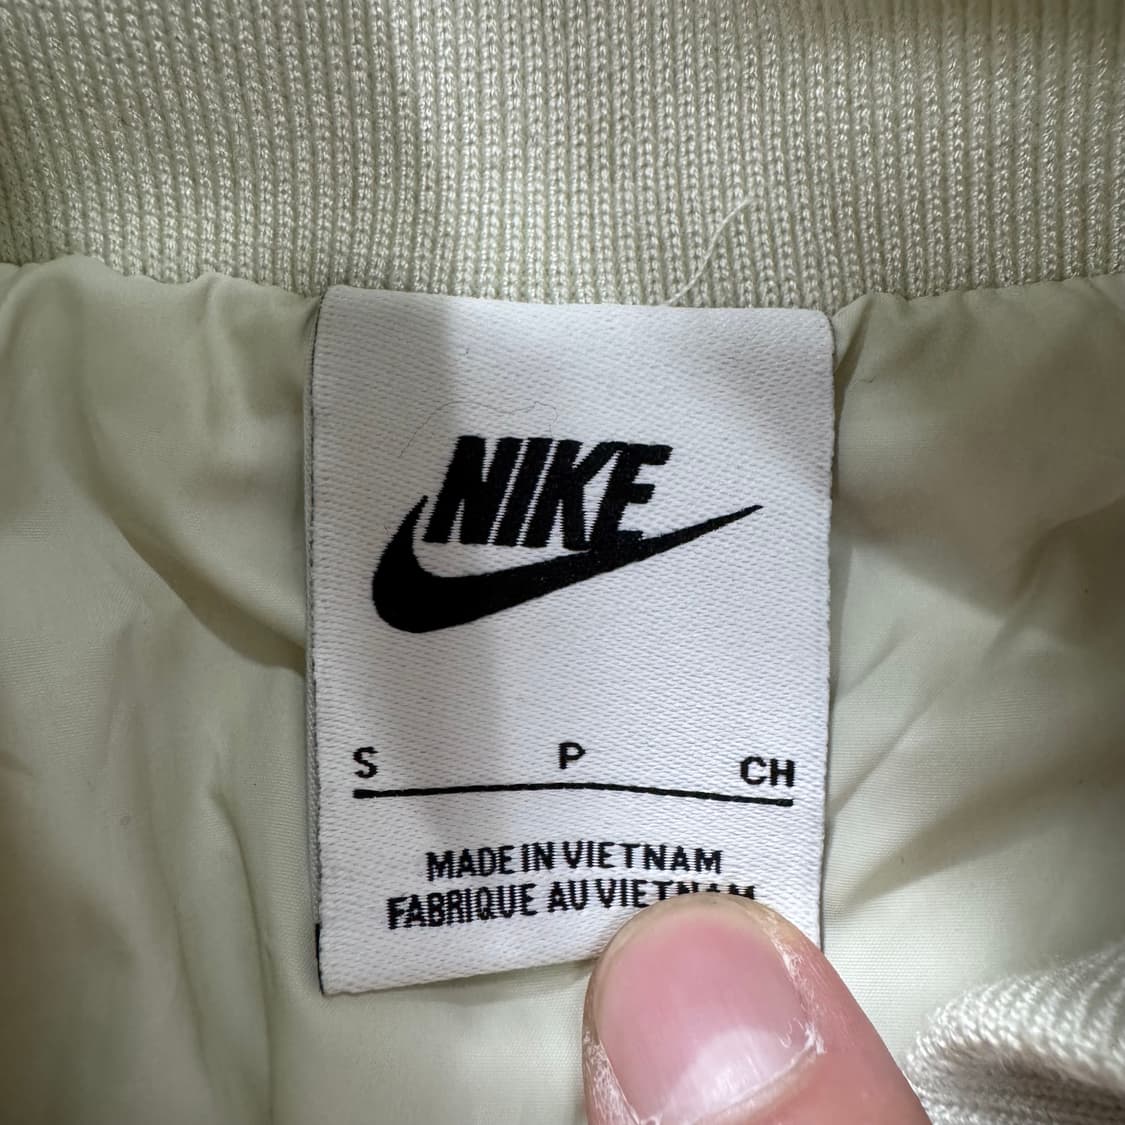 NIKE
S P CH
MADE IN VIETNAM
FABRIQUE AU VIETNAM